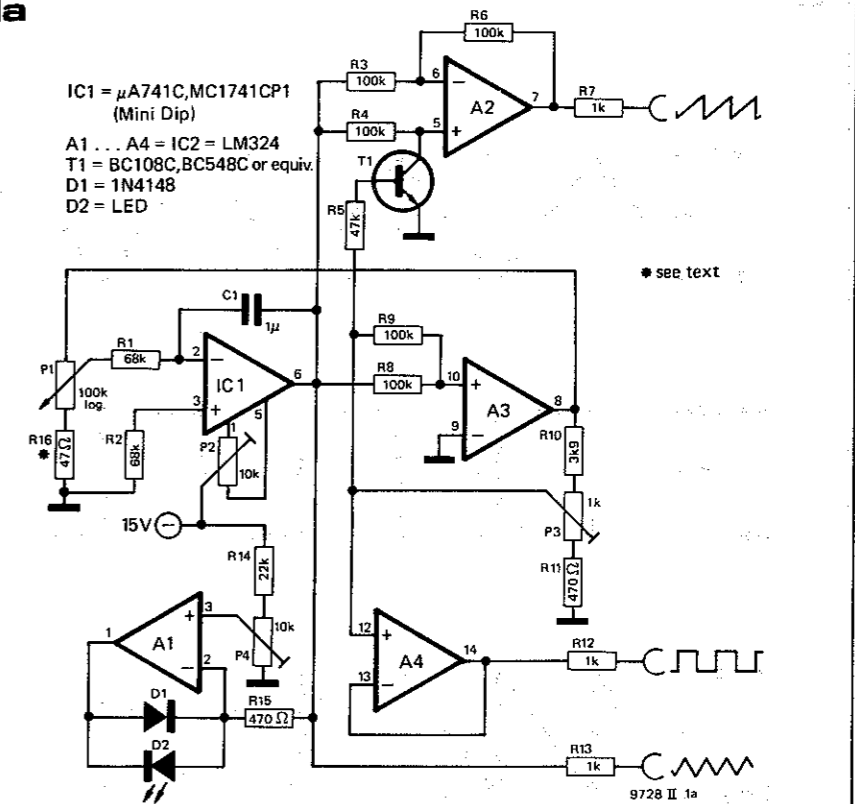 1a
IC1 = µA741C,MC1741CP1
(Mini Dip)
A1 . . . A4 = IC2 = LM324
T1 = BC108C,BC548C or equiv.
D1 = 1N4148
D2 = LED
R6
100k
R3
100k
6
−
A2
7
R7
1k
R4
100k
5
+
T1
R5
47k
* see text
C1
1µ
R9
100k
P1
100k
log.
R1
68k
2
−
IC1
6
R8
100k
10
+
A3
8
3
+
1
5
9
−
R16
*
47 Ω
R2
68k
P2
10k
R10
3k9
15V
−
1k
P3
R14
22k
R11
470 Ω
1
A1
+
3
10k
P4
−
2
12
+
A4
14
13
−
R12
1k
D1
R15
470 Ω
D2
R13
1k
9728 II 1a